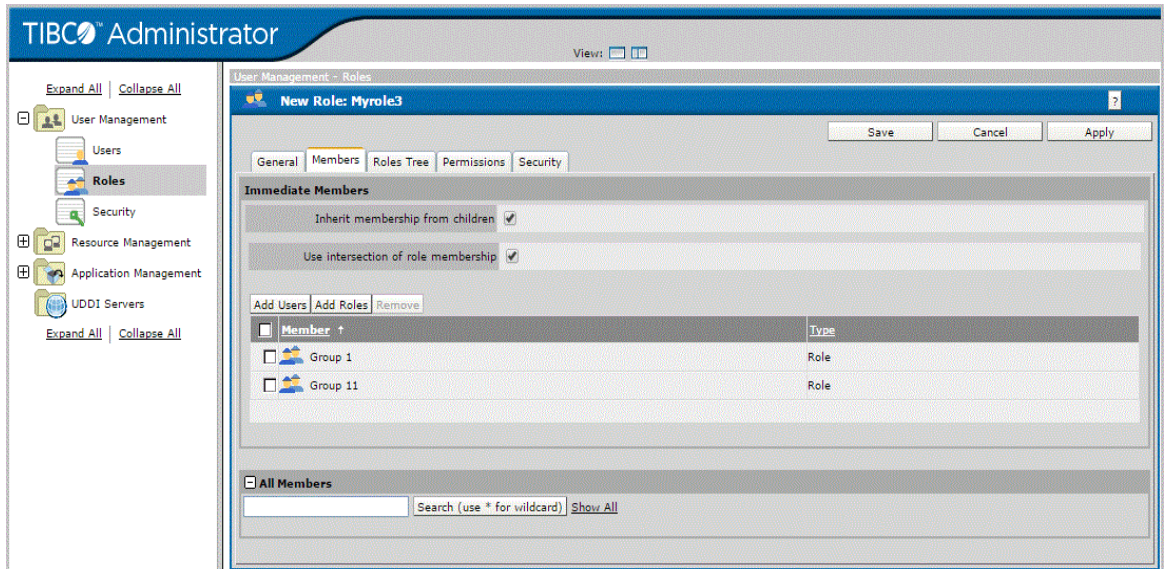 TIBCO™ Administrator
View:
Expand All | Collapse All
User Management
Users
Roles
Security
Resource Management
Application Management
UDDI Servers
Expand All | Collapse All
User Management - Roles
New Role: Myrole3 ?
Save Cancel Apply
General Members Roles Tree Permissions Security
Immediate Members
Inherit membership from children
Use intersection of role membership
Add Users Add Roles Remove
Member ↑ Type
Group 1 Role
Group 11 Role
All Members
Search (use * for wildcard) Show All